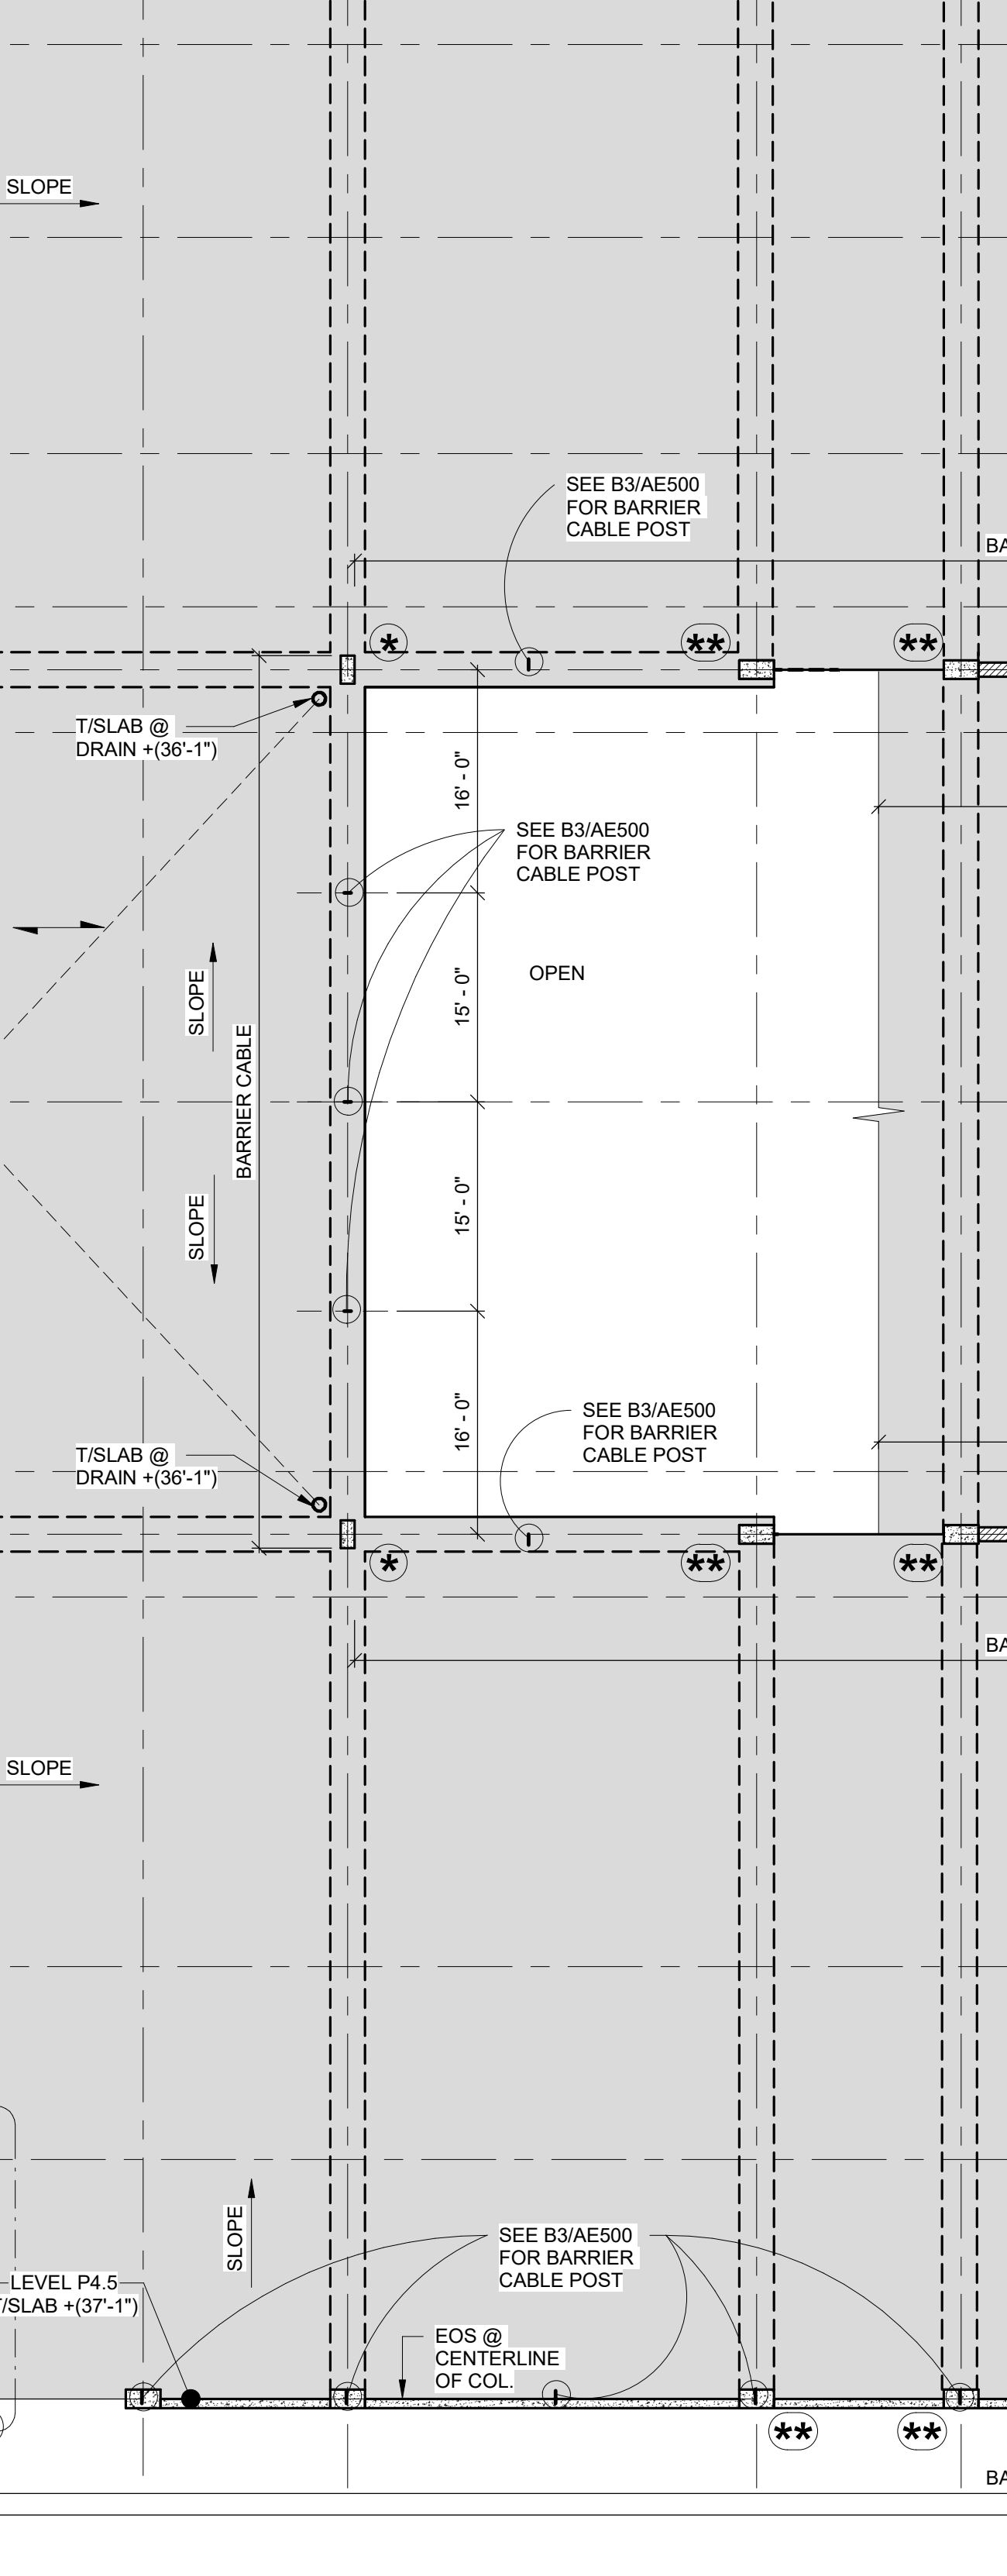 SLOPE
SEE B3/AE500
FOR BARRIER
CABLE POST
BA
*
**
**
T/SLAB @
DRAIN +(36'-1")
16' - 0"
SEE B3/AE500
FOR BARRIER
CABLE POST
OPEN
15' - 0"
SLOPE
BARRIER CABLE
SLOPE
15' - 0"
16' - 0"
SEE B3/AE500
FOR BARRIER
CABLE POST
T/SLAB @
DRAIN +(36'-1")
*
**
**
BA
SLOPE
SLOPE
SEE B3/AE500
FOR BARRIER
CABLE POST
LEVEL P4.5
T/SLAB +(37'-1")
EOS @
CENTERLINE
OF COL.
**
**
BA